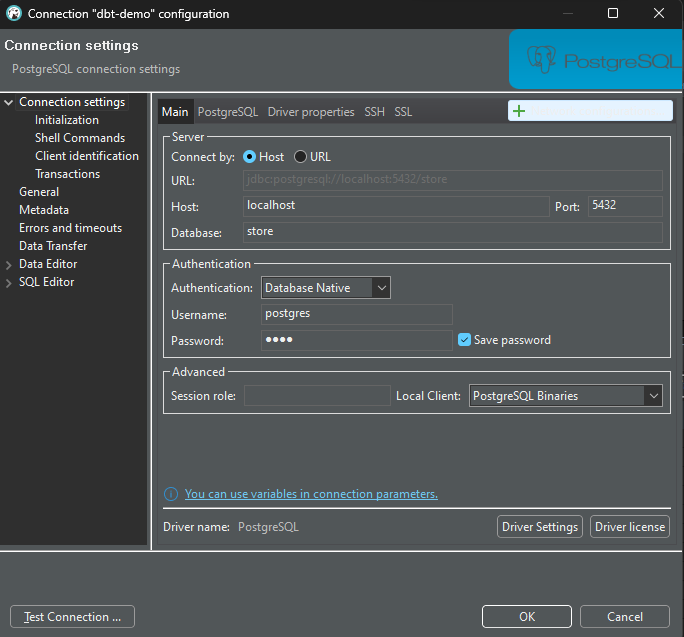 Connection "dbt-demo" configuration
Connection settings
PostgreSQL connection settings
PostgreSQL
Connection settings
Initialization
Shell Commands
Client identification
Transactions
General
Metadata
Errors and timeouts
Data Transfer
Data Editor
SQL Editor
Main PostgreSQL Driver properties SSH SSL
Server
Connect by: Host URL
URL: jdbc:postgresql://localhost:5432/store
Host: localhost Port: 5432
Database: store
Authentication
Authentication: Database Native
Username: postgres
Password: •••• Save password
Advanced
Session role: Local Client: PostgreSQL Binaries
You can use variables in connection parameters.
Driver name: PostgreSQL Driver Settings Driver license
Test Connection ... OK Cancel